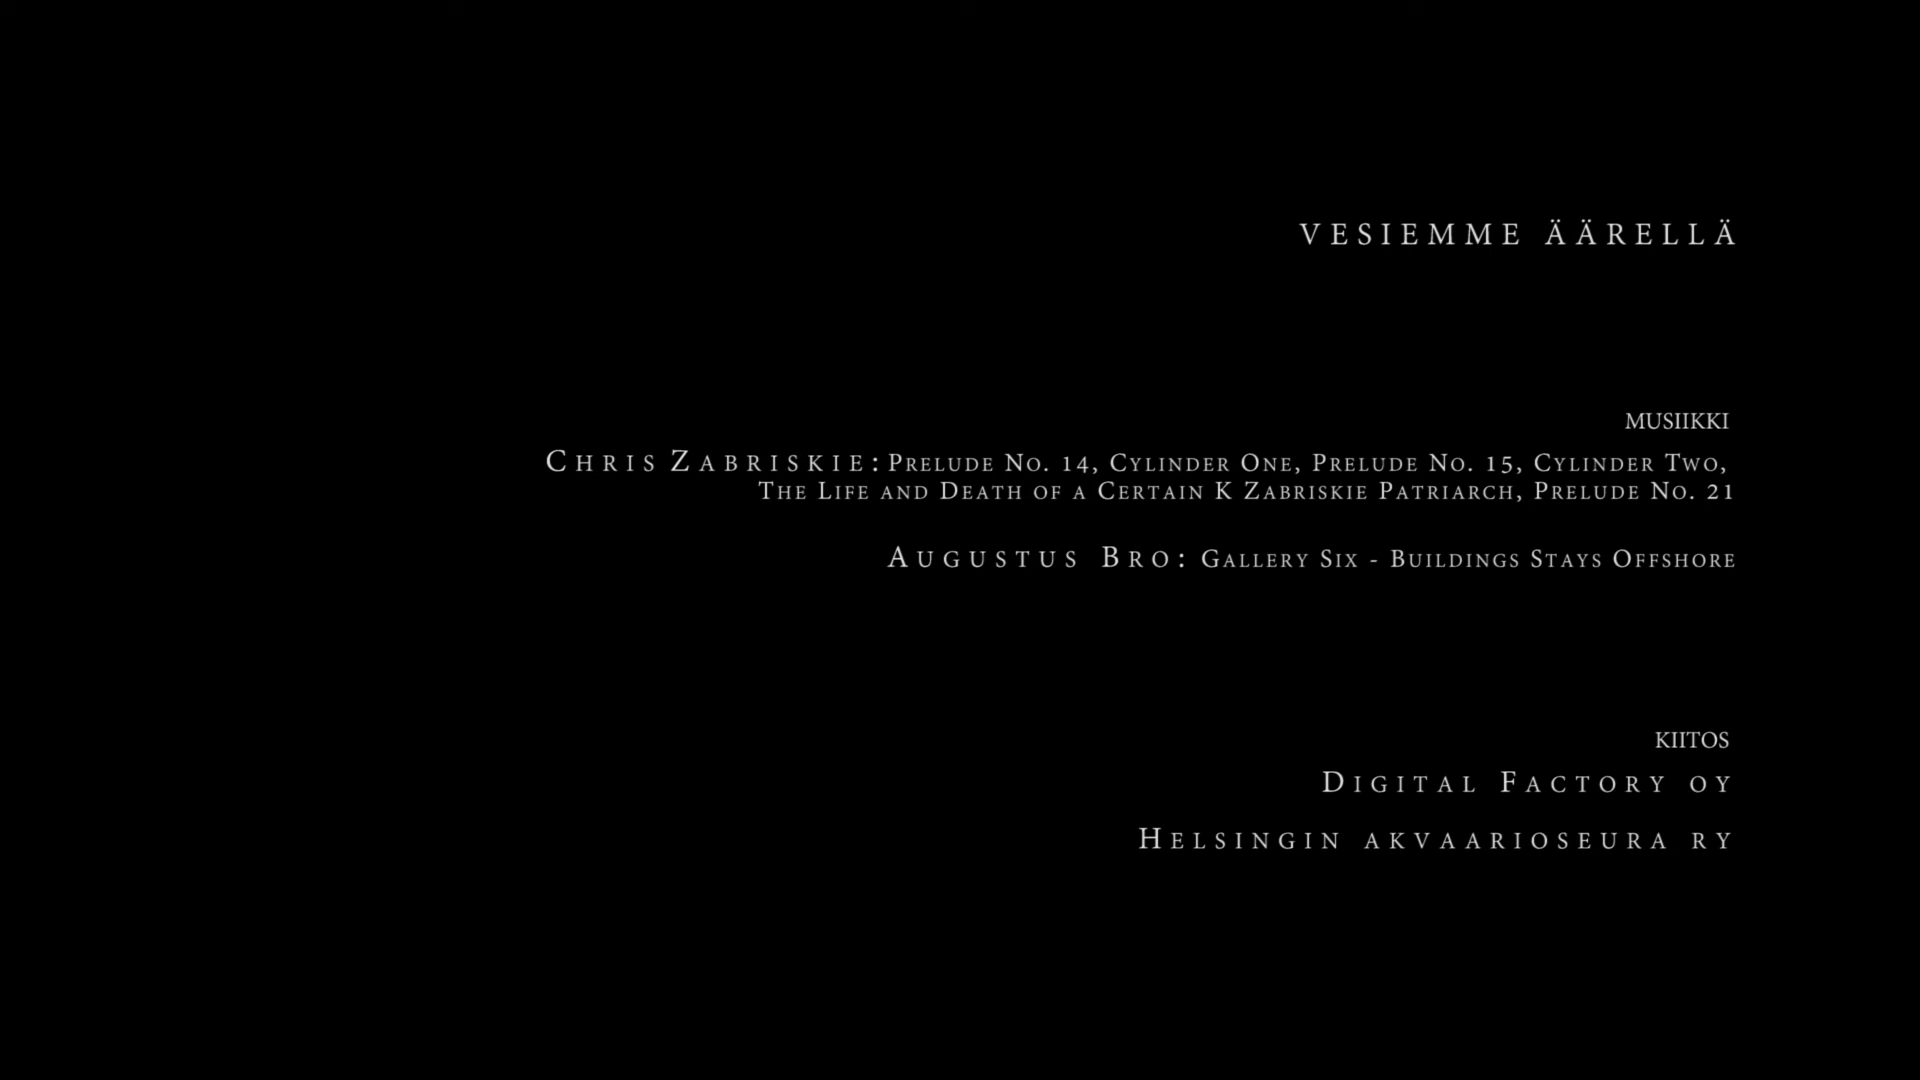 VESIEMME ÄÄRELLÄ
MUSIIKKI
Chris Zabriskie: Prelude No. 14, Cylinder One, Prelude No. 15, Cylinder Two,
The Life and Death of a Certain K Zabriskie Patriarch, Prelude No. 21
Augustus Bro: Gallery Six - Buildings Stays Offshore
KIITOS
Digital Factory oy
Helsingin akvaarioseura ry